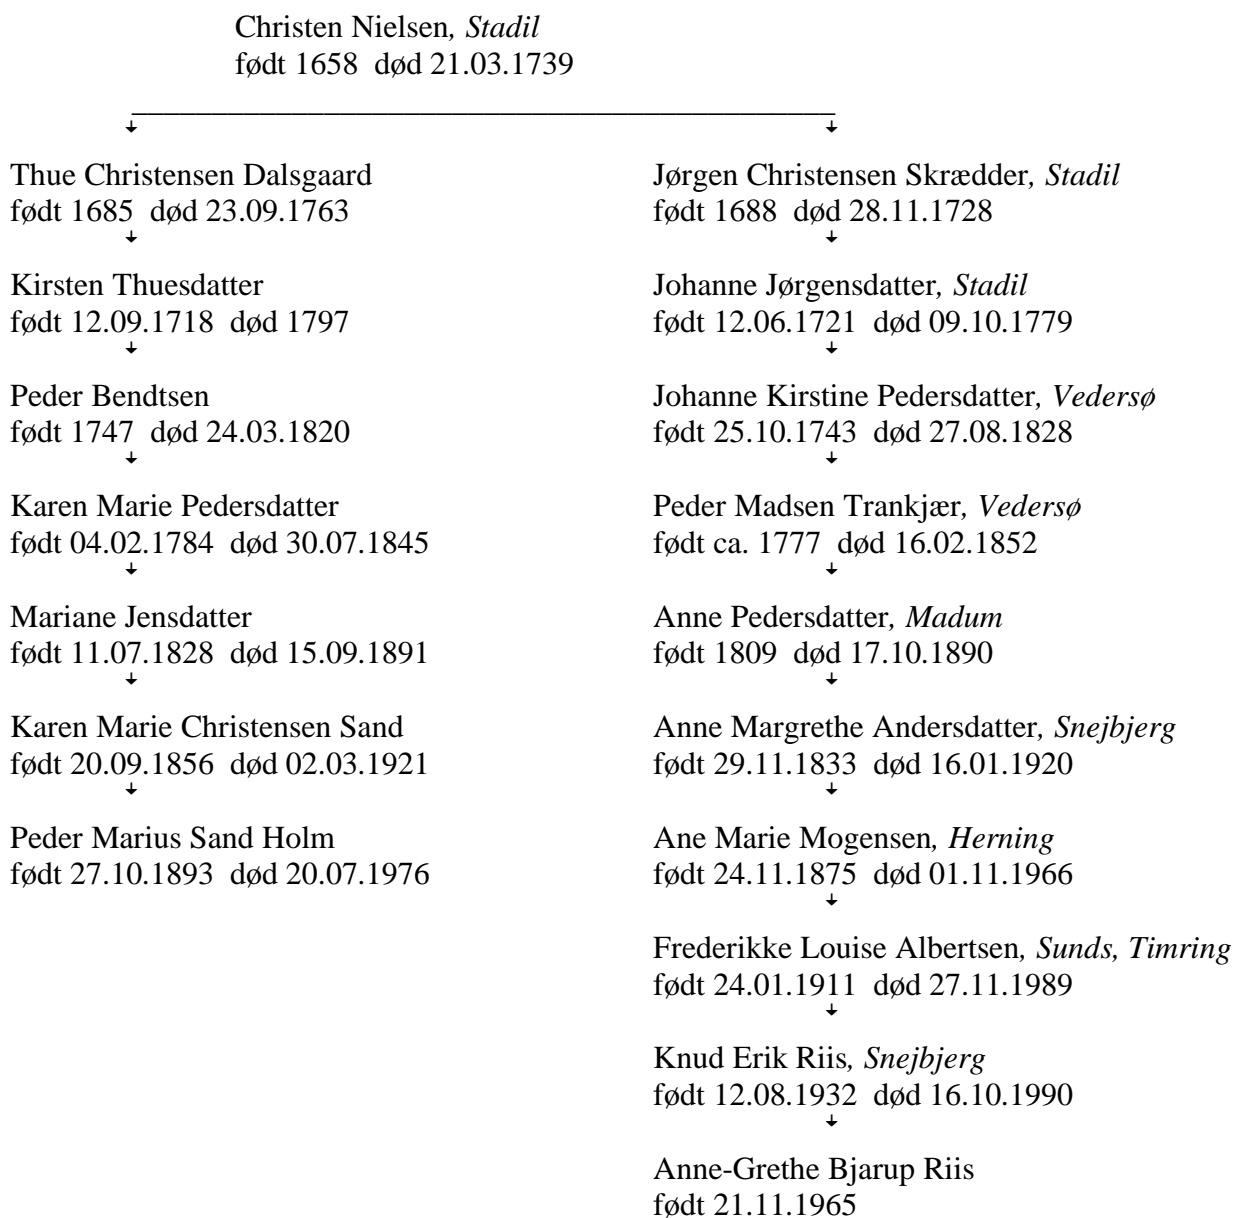 Christen Nielsen, Stadil
født 1658 død 21.03.1739
Thue Christensen Dalsgaard
født 1685 død 23.09.1763
Kirsten Thuesdatter
født 12.09.1718 død 1797
Peder Bendtsen
født 1747 død 24.03.1820
Karen Marie Pedersdatter
født 04.02.1784 død 30.07.1845
Mariane Jensdatter
født 11.07.1828 død 15.09.1891
Karen Marie Christensen Sand
født 20.09.1856 død 02.03.1921
Peder Marius Sand Holm
født 27.10.1893 død 20.07.1976
Jørgen Christensen Skrædder, Stadil
født 1688 død 28.11.1728
Johanne Jørgensdatter, Stadil
født 12.06.1721 død 09.10.1779
Johanne Kirstine Pedersdatter, Vedersø
født 25.10.1743 død 27.08.1828
Peder Madsen Trankjær, Vedersø
født ca. 1777 død 16.02.1852
Anne Pedersdatter, Madum
født 1809 død 17.10.1890
Anne Margrethe Andersdatter, Snejbjerg
født 29.11.1833 død 16.01.1920
Ane Marie Mogensen, Herning
født 24.11.1875 død 01.11.1966
Frederikke Louise Albertsen, Sunds, Timring
født 24.01.1911 død 27.11.1989
Knud Erik Riis, Snejbjerg
født 12.08.1932 død 16.10.1990
Anne-Grethe Bjarup Riis
født 21.11.1965